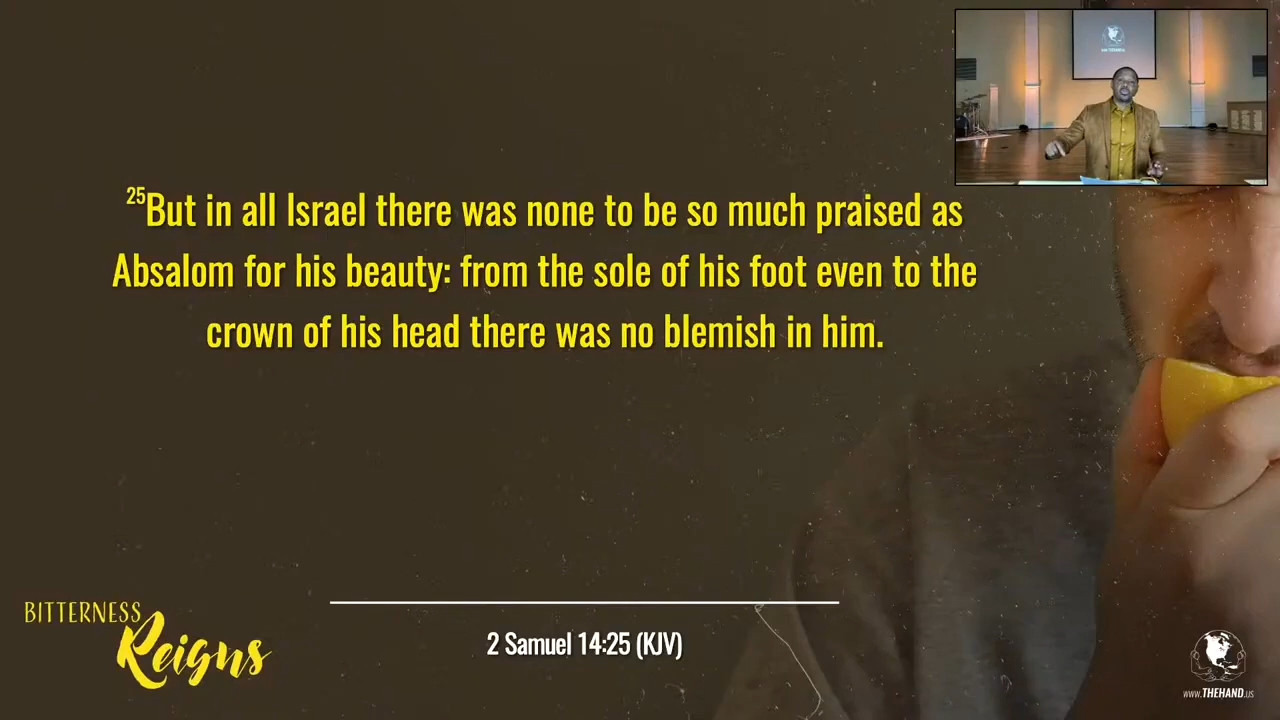 25But in all Israel there was none to be so much praised as
Absalom for his beauty: from the sole of his foot even to the
crown of his head there was no blemish in him.
BITTERNESS
Reigns
2 Samuel 14:25 (KJV)
www.THEHAND.us